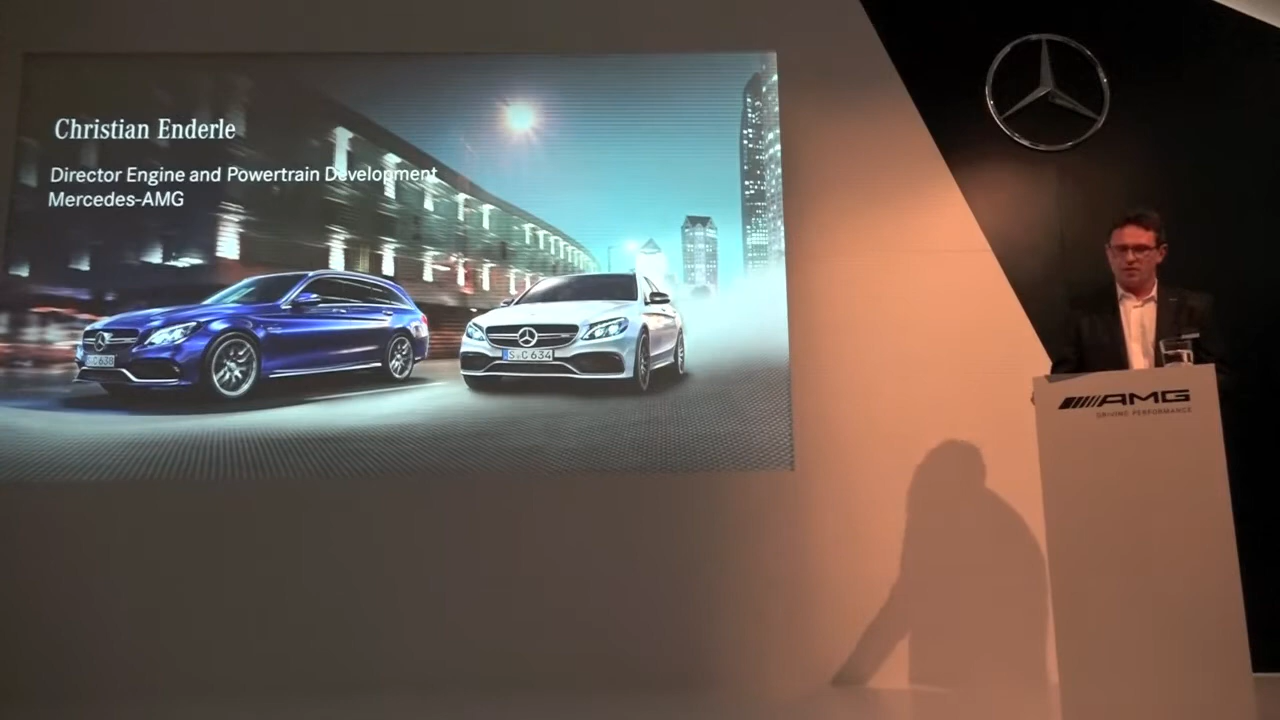 Christian Enderle
Director Engine and Powertrain Development
Mercedes-AMG
S·C 638
S·C 634
AMG
DRIVING PERFORMANCE